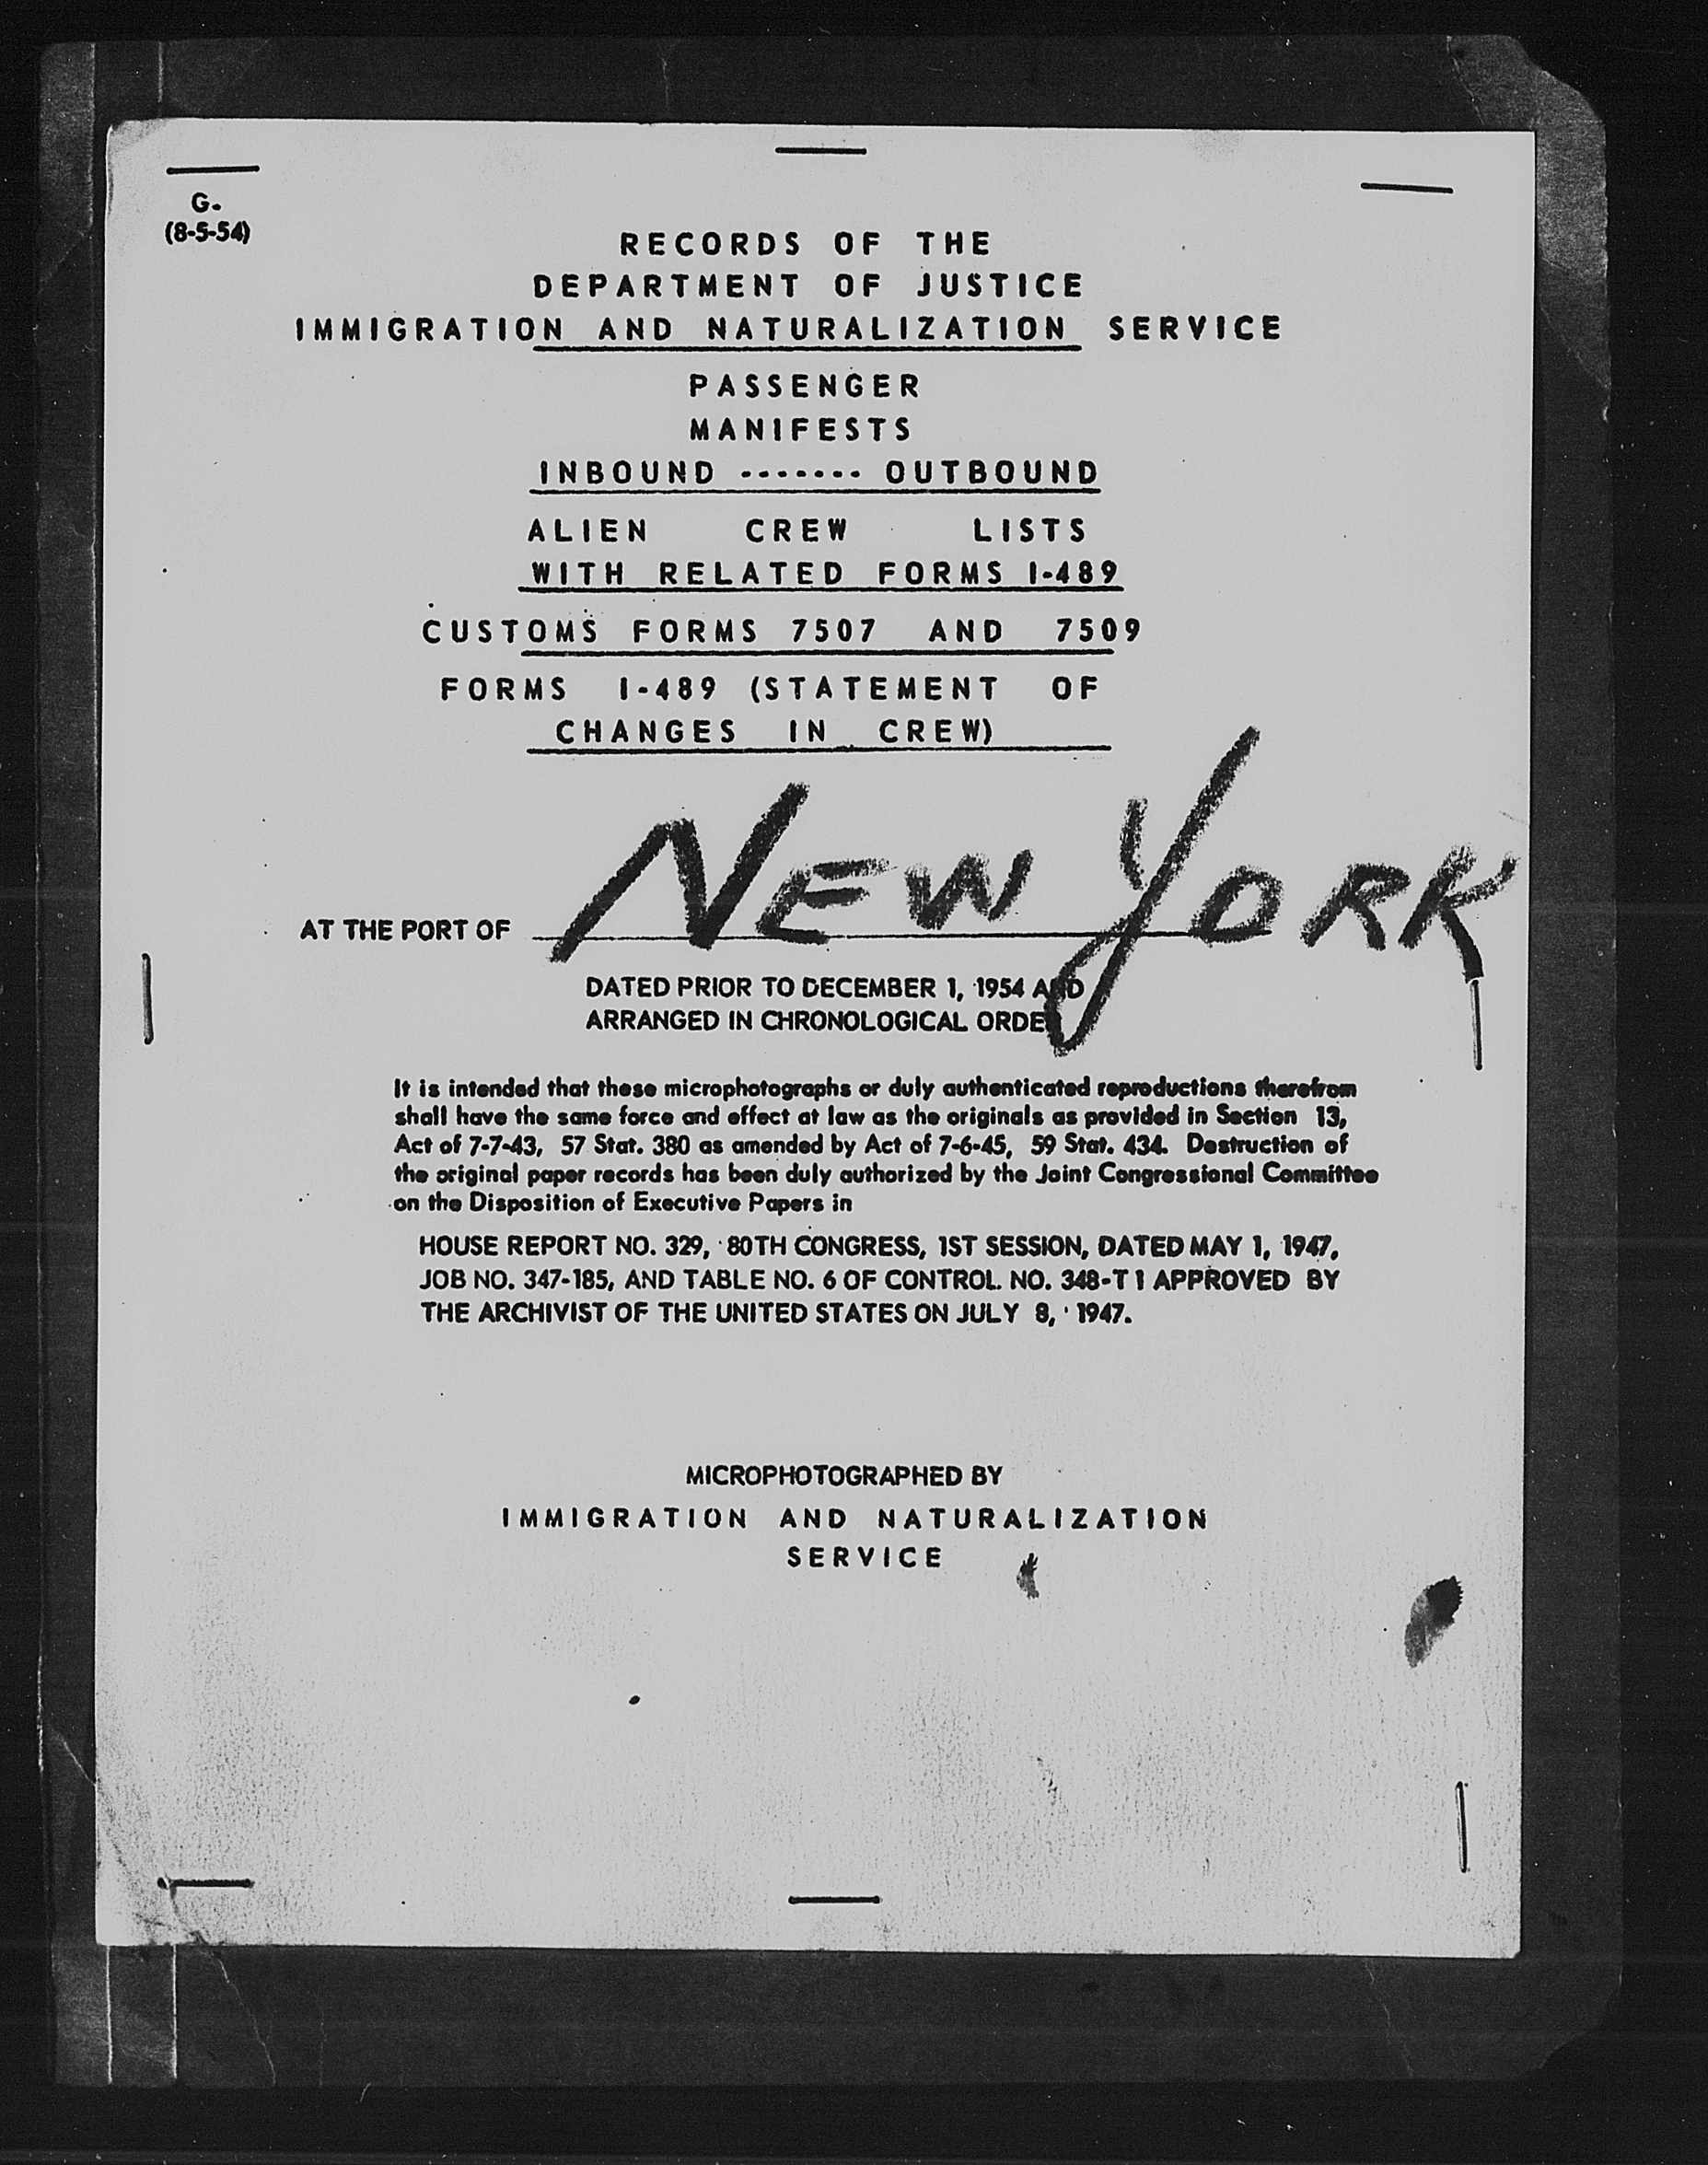 G.
(8-5-54)
RECORDS OF THE
DEPARTMENT OF JUSTICE
IMMIGRATION AND NATURALIZATION SERVICE
PASSENGER
MANIFESTS
INBOUND ------- OUTBOUND
ALIEN CREW LISTS
WITH RELATED FORMS I-489
CUSTOMS FORMS 7507 AND 7509
FORMS I-489 (STATEMENT OF
CHANGES IN CREW)
AT THE PORT OF NEW YORK
DATED PRIOR TO DECEMBER 1, 1954 AND
ARRANGED IN CHRONOLOGICAL ORDER
It is intended that these microphotographs or duly authenticated reproductions therefrom
shall have the same force and effect at law as the originals as provided in Section 13,
Act of 7-7-43, 57 Stat. 380 as amended by Act of 7-6-45, 59 Stat. 434. Destruction of
the original paper records has been duly authorized by the Joint Congressional Committee
on the Disposition of Executive Papers in
HOUSE REPORT NO. 329, 80TH CONGRESS, 1ST SESSION, DATED MAY 1, 1947,
JOB NO. 347-185, AND TABLE NO. 6 OF CONTROL NO. 348-T1 APPROVED BY
THE ARCHIVIST OF THE UNITED STATES ON JULY 8, 1947.
MICROPHOTOGRAPHED BY
IMMIGRATION AND NATURALIZATION
SERVICE